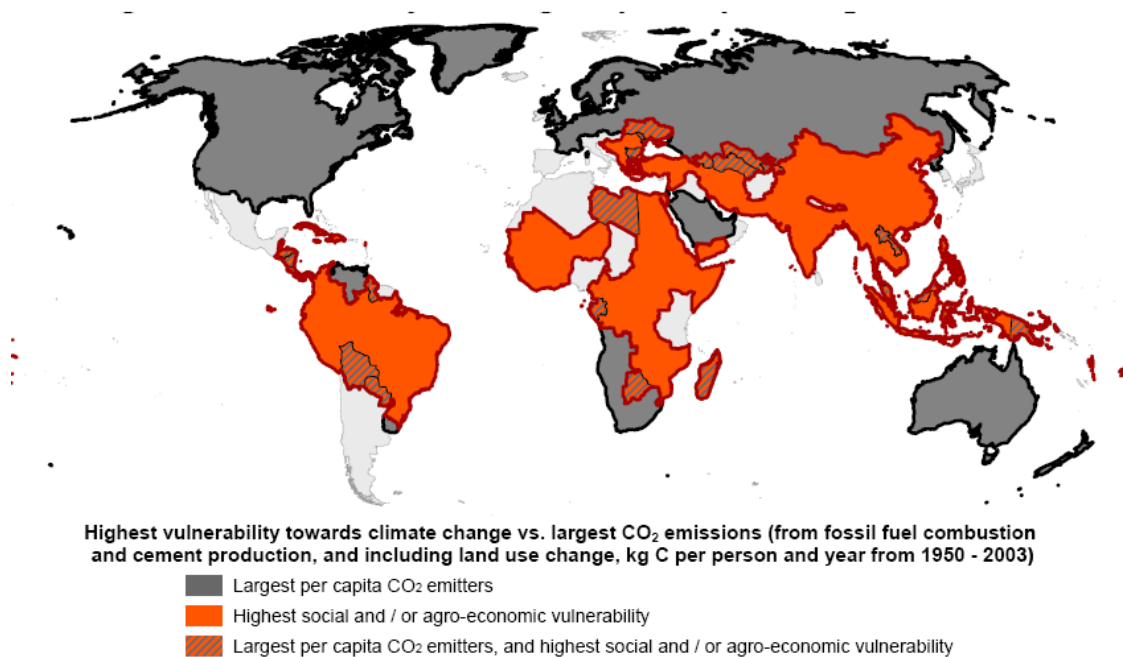 Highest vulnerability towards climate change vs. largest CO₂ emissions (from fossil fuel combustion
and cement production, and including land use change, kg C per person and year from 1950 - 2003)
Largest per capita CO₂ emitters
Highest social and / or agro-economic vulnerability
Largest per capita CO₂ emitters, and highest social and / or agro-economic vulnerability